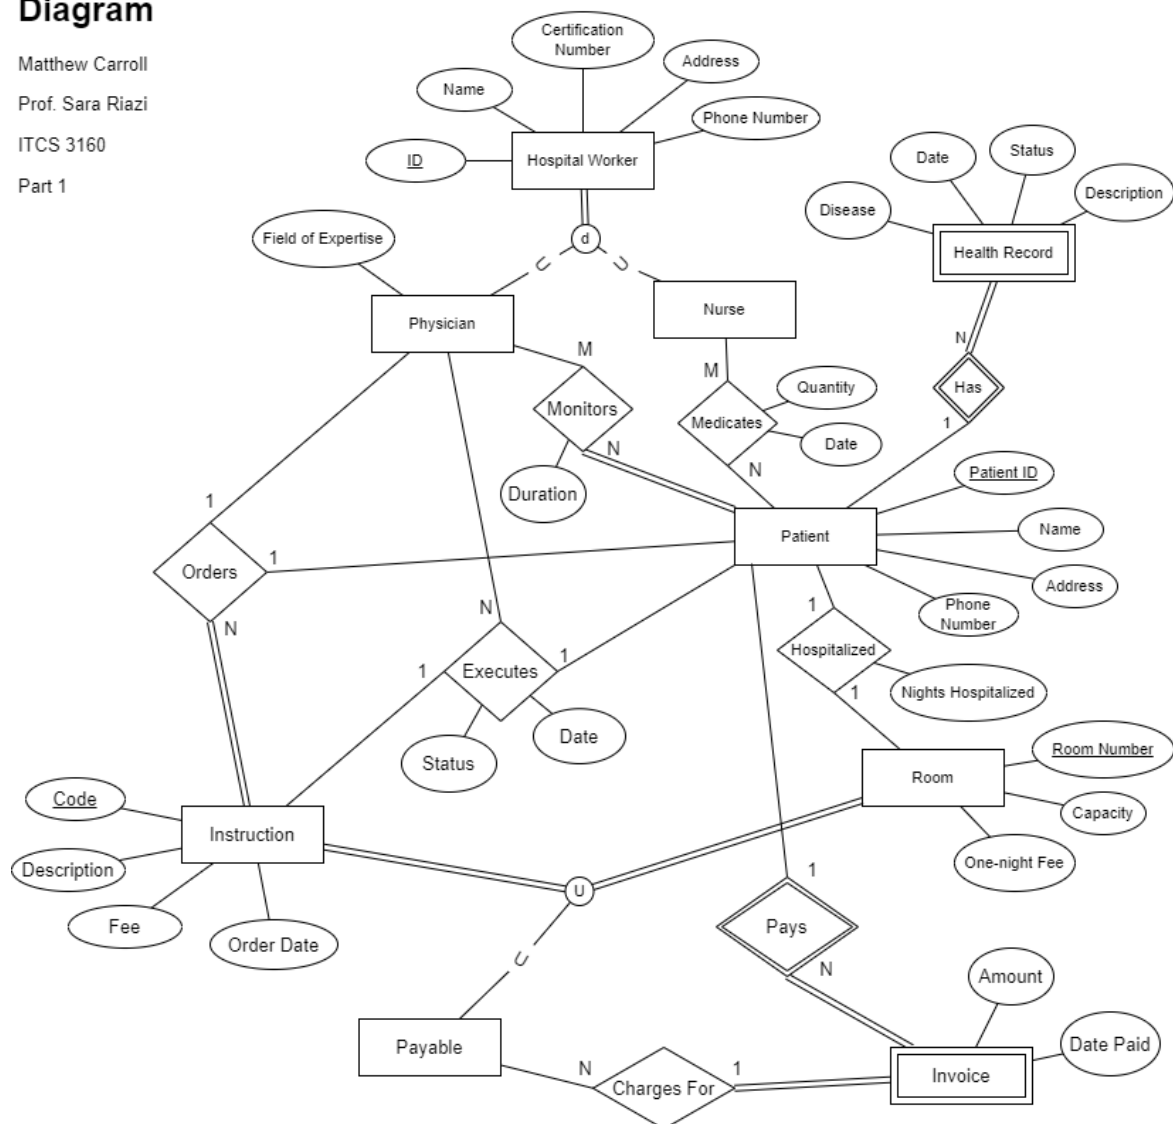 Diagram
Matthew Carroll
Prof. Sara Riazi
ITCS 3160
Part 1
Certification
Number
Address
Name
Phone Number
ID
Hospital Worker
Date
Status
Disease
Description
Health Record
Field of Expertise
d
U
U
Physician
Nurse
M
N
M
Monitors
Quantity
Has
Medicates
Date
1
N
N
Duration
Patient ID
1
Patient
Name
1
Orders
Address
N
N
1
Phone
Number
1
Executes
1
Hospitalized
1
Nights Hospitalized
Status
Date
Room Number
Room
Code
Capacity
Instruction
One-night Fee
Description
U
1
Fee
Order Date
Pays
U
N
Amount
Payable
Date Paid
N
1
Charges For
Invoice